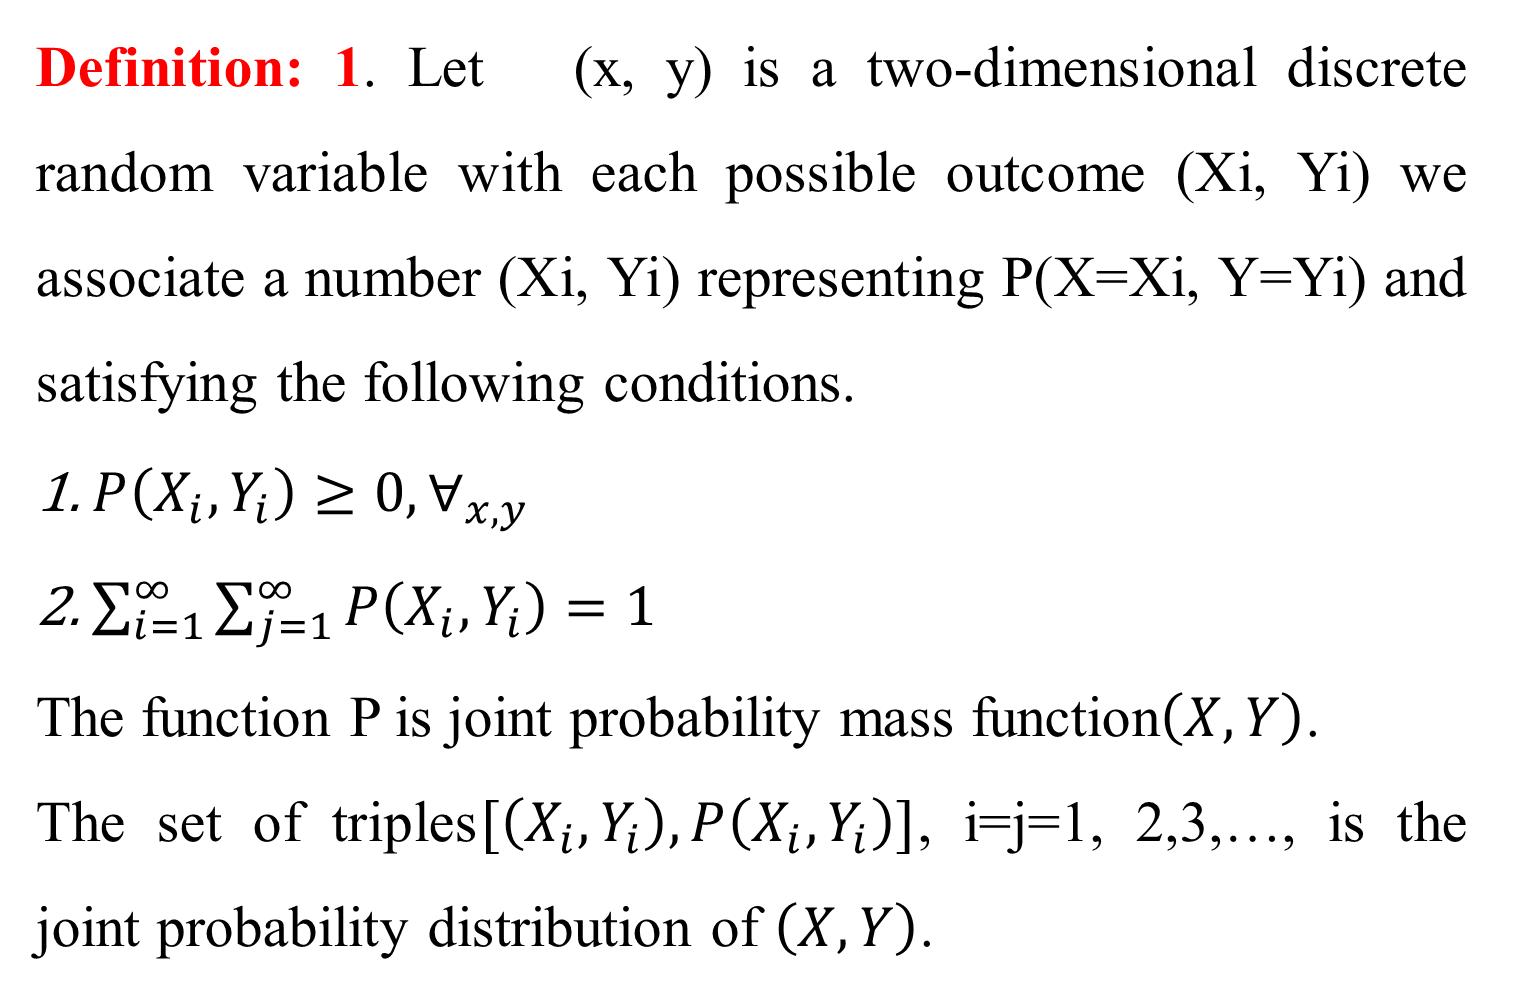 Definition: 1. Let (x, y) is a two-dimensional discrete
random variable with each possible outcome (Xi, Yi) we
associate a number (Xi, Yi) representing P(X=Xi, Y=Yi) and
satisfying the following conditions.
1. P(X_i, Y_i) ≥ 0, ∀_{x,y}
2. ∑_{i=1}^{∞} ∑_{j=1}^{∞} P(X_i, Y_i) = 1
The function P is joint probability mass function(X, Y).
The set of triples[(X_i, Y_i), P(X_i, Y_i)], i=j=1, 2,3,…, is the
joint probability distribution of (X, Y).